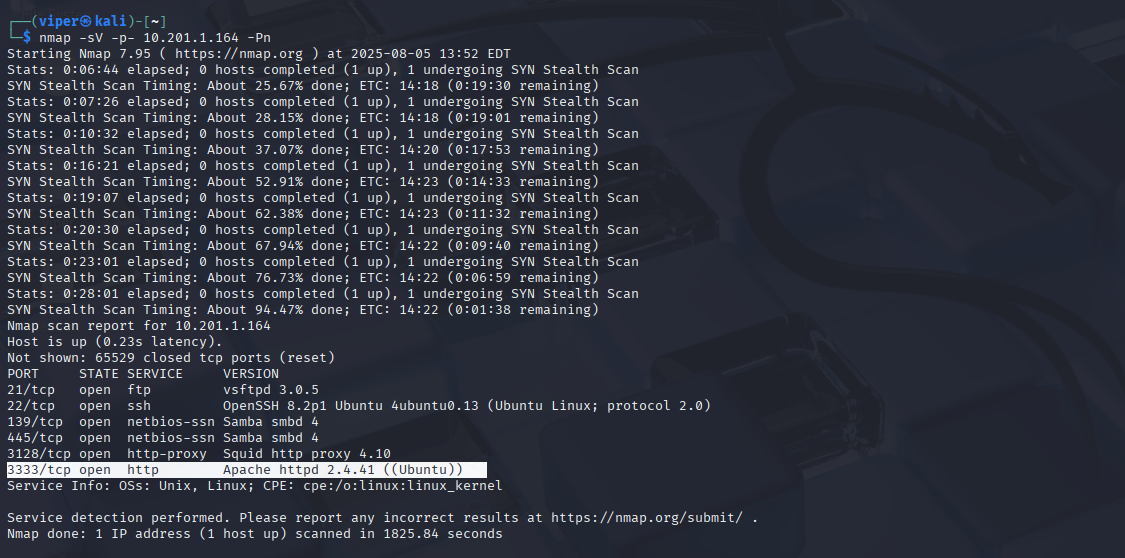 ┌──(viper㉿kali)-[~]
└─$ nmap -sV -p- 10.201.1.164 -Pn
Starting Nmap 7.95 ( https://nmap.org ) at 2025-08-05 13:52 EDT
Stats: 0:06:44 elapsed; 0 hosts completed (1 up), 1 undergoing SYN Stealth Scan
SYN Stealth Scan Timing: About 25.67% done; ETC: 14:18 (0:19:30 remaining)
Stats: 0:07:26 elapsed; 0 hosts completed (1 up), 1 undergoing SYN Stealth Scan
SYN Stealth Scan Timing: About 28.15% done; ETC: 14:18 (0:19:01 remaining)
Stats: 0:10:32 elapsed; 0 hosts completed (1 up), 1 undergoing SYN Stealth Scan
SYN Stealth Scan Timing: About 37.07% done; ETC: 14:20 (0:17:53 remaining)
Stats: 0:16:21 elapsed; 0 hosts completed (1 up), 1 undergoing SYN Stealth Scan
SYN Stealth Scan Timing: About 52.91% done; ETC: 14:23 (0:14:33 remaining)
Stats: 0:19:07 elapsed; 0 hosts completed (1 up), 1 undergoing SYN Stealth Scan
SYN Stealth Scan Timing: About 62.38% done; ETC: 14:23 (0:11:32 remaining)
Stats: 0:20:30 elapsed; 0 hosts completed (1 up), 1 undergoing SYN Stealth Scan
SYN Stealth Scan Timing: About 67.94% done; ETC: 14:22 (0:09:40 remaining)
Stats: 0:23:01 elapsed; 0 hosts completed (1 up), 1 undergoing SYN Stealth Scan
SYN Stealth Scan Timing: About 76.73% done; ETC: 14:22 (0:06:59 remaining)
Stats: 0:28:01 elapsed; 0 hosts completed (1 up), 1 undergoing SYN Stealth Scan
SYN Stealth Scan Timing: About 94.47% done; ETC: 14:22 (0:01:38 remaining)
Nmap scan report for 10.201.1.164
Host is up (0.23s latency).
Not shown: 65529 closed tcp ports (reset)
PORT     STATE SERVICE     VERSION
21/tcp   open  ftp         vsftpd 3.0.5
22/tcp   open  ssh         OpenSSH 8.2p1 Ubuntu 4ubuntu0.13 (Ubuntu Linux; protocol 2.0)
139/tcp  open  netbios-ssn Samba smbd 4
445/tcp  open  netbios-ssn Samba smbd 4
3128/tcp open  http-proxy  Squid http proxy 4.10
3333/tcp open  http        Apache httpd 2.4.41 ((Ubuntu))
Service Info: OSs: Unix, Linux; CPE: cpe:/o:linux:linux_kernel

Service detection performed. Please report any incorrect results at https://nmap.org/submit/ .
Nmap done: 1 IP address (1 host up) scanned in 1825.84 seconds